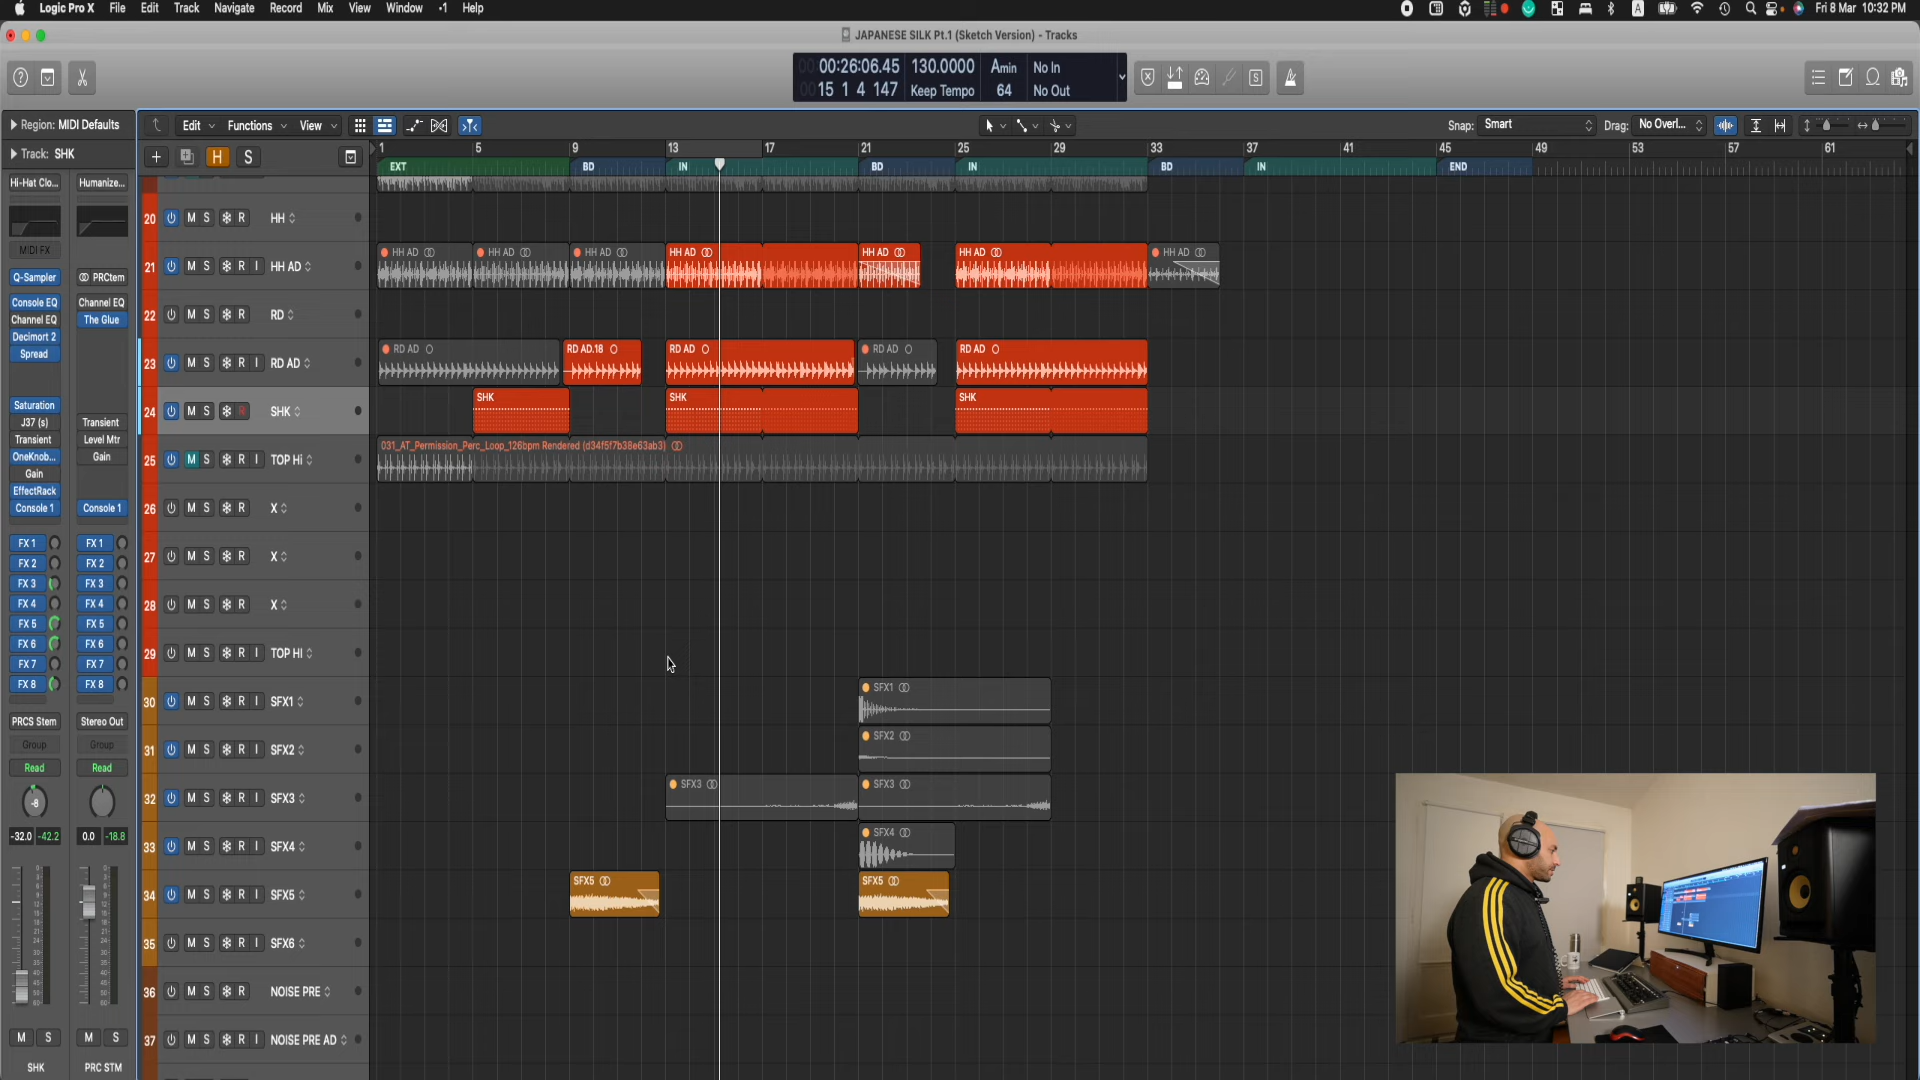 Logic Pro X File Edit Track Navigate Record Mix View Window 1 Help
A Fri 8 Mar 10:32 PM
JAPANESE SILK Pt.1 (Sketch Version) - Tracks
00:26:06.45 130.0000 Amin No In
15 1 4 147 Keep Tempo 64 No Out
Region: MIDI Defaults
Edit Functions View
Snap: Smart Drag: No Overl...
Track: SHK
H S
1 5 9 13 17 21 25 29 33 37 41 45 49 53 57 61
EXT BD IN BD IN BD IN END
Hi-Hat Clo... Humanize...
MIDI FX
Q-Sampler PRCtem
Console EQ Channel EQ
Channel EQ The Glue
Decimort 2
Spread
Saturation
J37 (s) Transient
Transient Level Mtr
OneKnob... Gain
Gain
EffectRack
Console 1 Console 1
FX 1 FX 1
FX 2 FX 2
FX 3 FX 3
FX 4 FX 4
FX 5 FX 5
FX 6 FX 6
FX 7 FX 7
FX 8 FX 8
PRCS Stem Stereo Out
Group Group
Read Read
-8
-32.0 -42.2 0.0 -18.8
M S M S
SHK PRC STM
20 M S R HH
21 M S R I HH AD
HH AD HH AD HH AD HH AD HH AD HH AD HH AD
22 M S R RD
23 M S R I RD AD
RD AD RD AD.18 RD AD RD AD RD AD
24 M S R SHK
SHK SHK SHK
25 M S R I TOP Hi
031_AT_Permission_Perc_Loop_126bpm Rendered (d34f5f7b38e63ab3)
26 M S R X
27 M S R X
28 M S R X
29 M S R I TOP HI
30 M S R I SFX1
SFX1
31 M S R I SFX2
SFX2
32 M S R I SFX3
SFX3 SFX3
33 M S R I SFX4
SFX4
34 M S R I SFX5
SFX5 SFX5
35 M S R I SFX6
36 M S R NOISE PRE
37 M S R I NOISE PRE AD